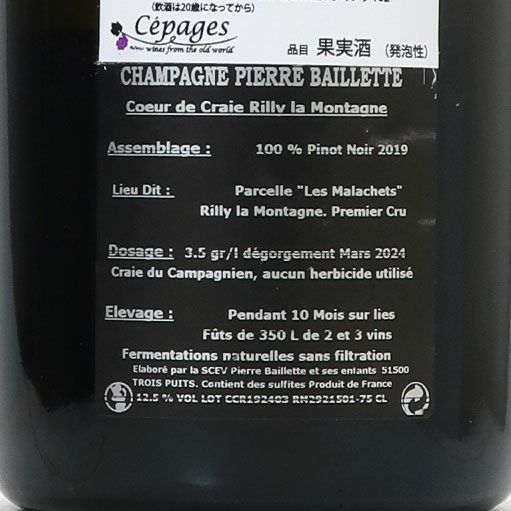 (飲酒は20歳になってから)
Cépages
wines from the old world
品目 果実酒 (発泡性)
CHAMPAGNE PIERRE BAILLETTE
Coeur de Craie Rilly la Montagne
Assemblage : 100 % Pinot Noir 2019
Lieu Dit : Parcelle "Les Malachets"
Rilly la Montagne. Premier Cru
Dosage : 3.5 gr/l dégorgement Mars 2024
Craie du Campagnien, aucun herbicide utilisé
Elevage : Pendant 10 Mois sur lies
Fûts de 350 L de 2 et 3 vins
Fermentations naturelles sans filtration
Elaboré par la SCEV Pierre Baillette et ses enfants 51500
TROIS PUITS. Contient des sulfites Produit de France
12.5 % VOL LOT CCR192403 RM2921501-75 CL